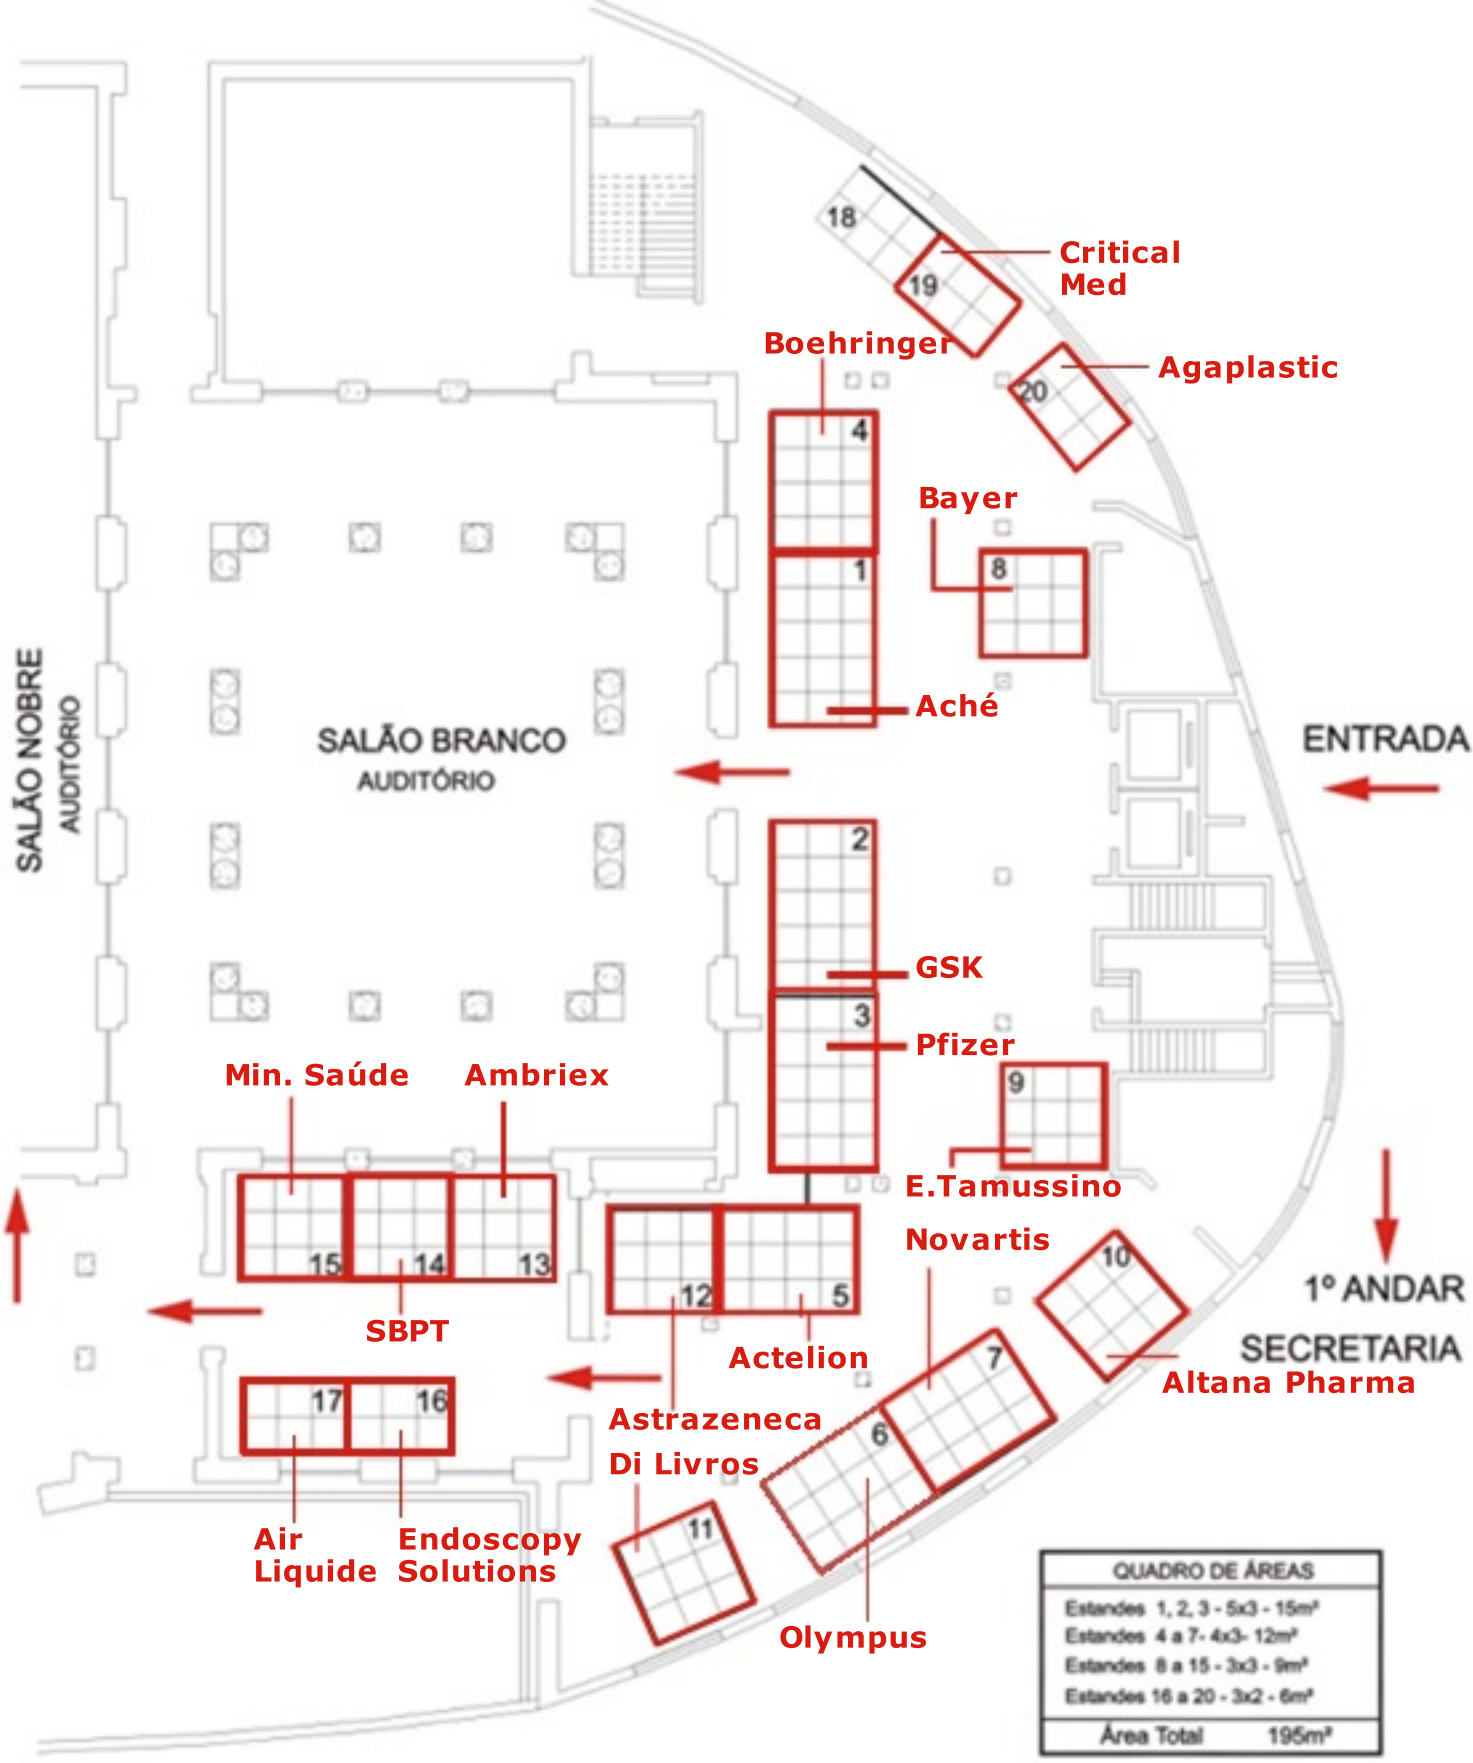 18
Critical
Med
19
Boehringer
Agaplastic
20
4
Bayer
1
8
Aché
SALÃO NOBRE
AUDITÓRIO
SALÃO BRANCO
AUDITÓRIO
ENTRADA
2
GSK
3
Pfizer
Min. Saúde
Ambriex
9
E.Tamussino
Novartis
15
14
13
12
5
10
1º ANDAR
SECRETARIA
SBPT
Actelion
7
Altana Pharma
17
16
Astrazeneca
6
Di Livros
11
Air
Liquide
Endoscopy
Solutions
Olympus
QUADRO DE ÁREAS
Estandes 1, 2, 3 - 5x3 - 15m²
Estandes 4 a 7- 4x3- 12m²
Estandes 8 a 15 - 3x3 - 9m²
Estandes 16 a 20 - 3x2 - 6m²
Área Total 195m²